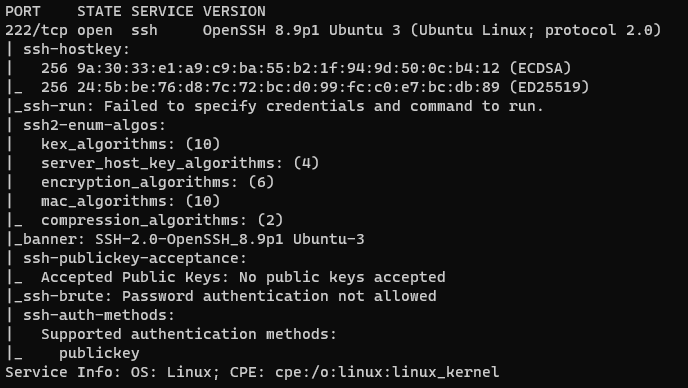 PORT    STATE SERVICE VERSION
222/tcp open  ssh     OpenSSH 8.9p1 Ubuntu 3 (Ubuntu Linux; protocol 2.0)
| ssh-hostkey:
|   256 9a:30:33:e1:a9:c9:ba:55:b2:1f:94:9d:50:0c:b4:12 (ECDSA)
|_  256 24:5b:be:76:d8:7c:72:bc:d0:99:fc:c0:e7:bc:db:89 (ED25519)
|_ssh-run: Failed to specify credentials and command to run.
| ssh2-enum-algos:
|   kex_algorithms: (10)
|   server_host_key_algorithms: (4)
|   encryption_algorithms: (6)
|   mac_algorithms: (10)
|_  compression_algorithms: (2)
|_banner: SSH-2.0-OpenSSH_8.9p1 Ubuntu-3
| ssh-publickey-acceptance:
|_  Accepted Public Keys: No public keys accepted
|_ssh-brute: Password authentication not allowed
| ssh-auth-methods:
|   Supported authentication methods:
|_    publickey
Service Info: OS: Linux; CPE: cpe:/o:linux:linux_kernel